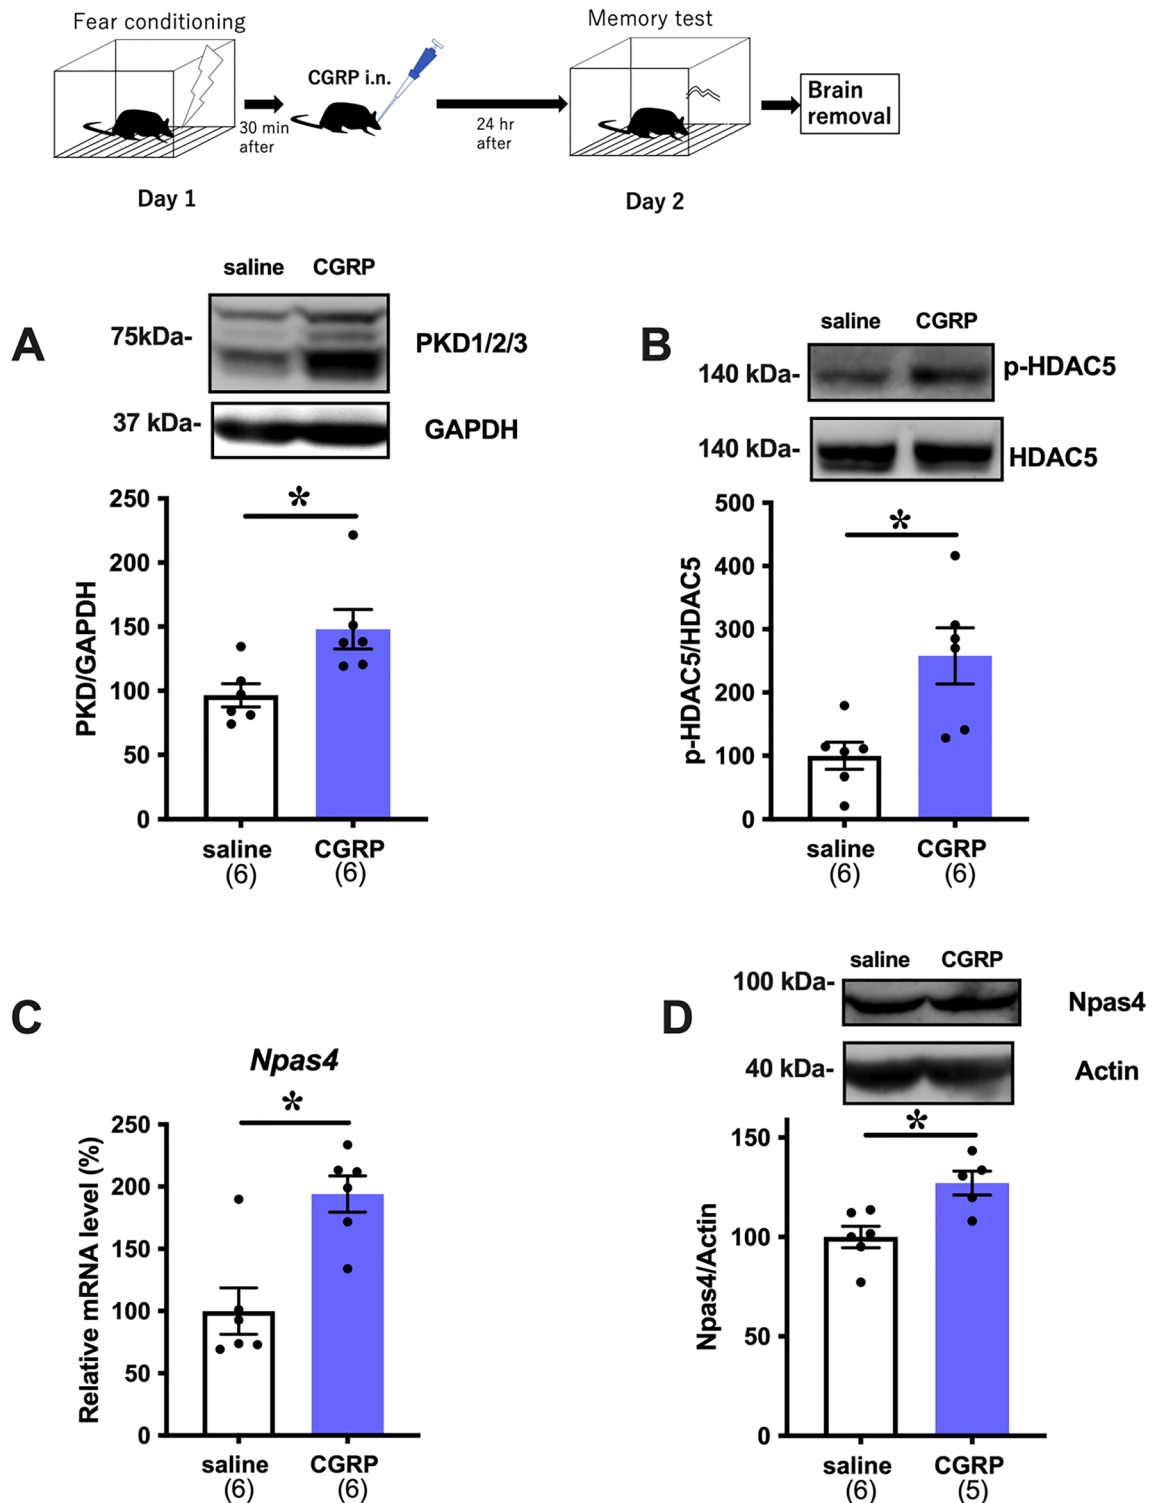 Fear conditioning
Memory test
CGRP i.n.
30 min
after
24 hr
after
Brain
removal
Day 1
Day 2
A
saline CGRP
75kDa-
PKD1/2/3
37 kDa-
GAPDH
*
PKD/GAPDH
250
200
150
100
50
0
saline CGRP
(6) (6)
B
saline CGRP
140 kDa-
p-HDAC5
140 kDa-
HDAC5
*
p-HDAC5/HDAC5
500
400
300
200
100
0
saline CGRP
(6) (6)
C
Npas4
*
Relative mRNA level (%)
250
200
150
100
50
0
saline CGRP
(6) (6)
D
saline CGRP
100 kDa-
Npas4
40 kDa-
Actin
*
Npas4/Actin
150
100
50
0
saline CGRP
(6) (5)